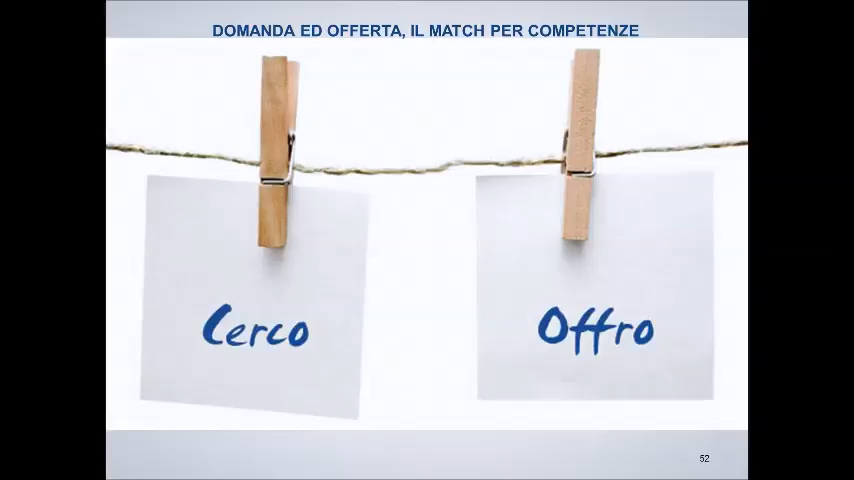 DOMANDA ED OFFERTA, IL MATCH PER COMPETENZE
Cerco
Offro
52